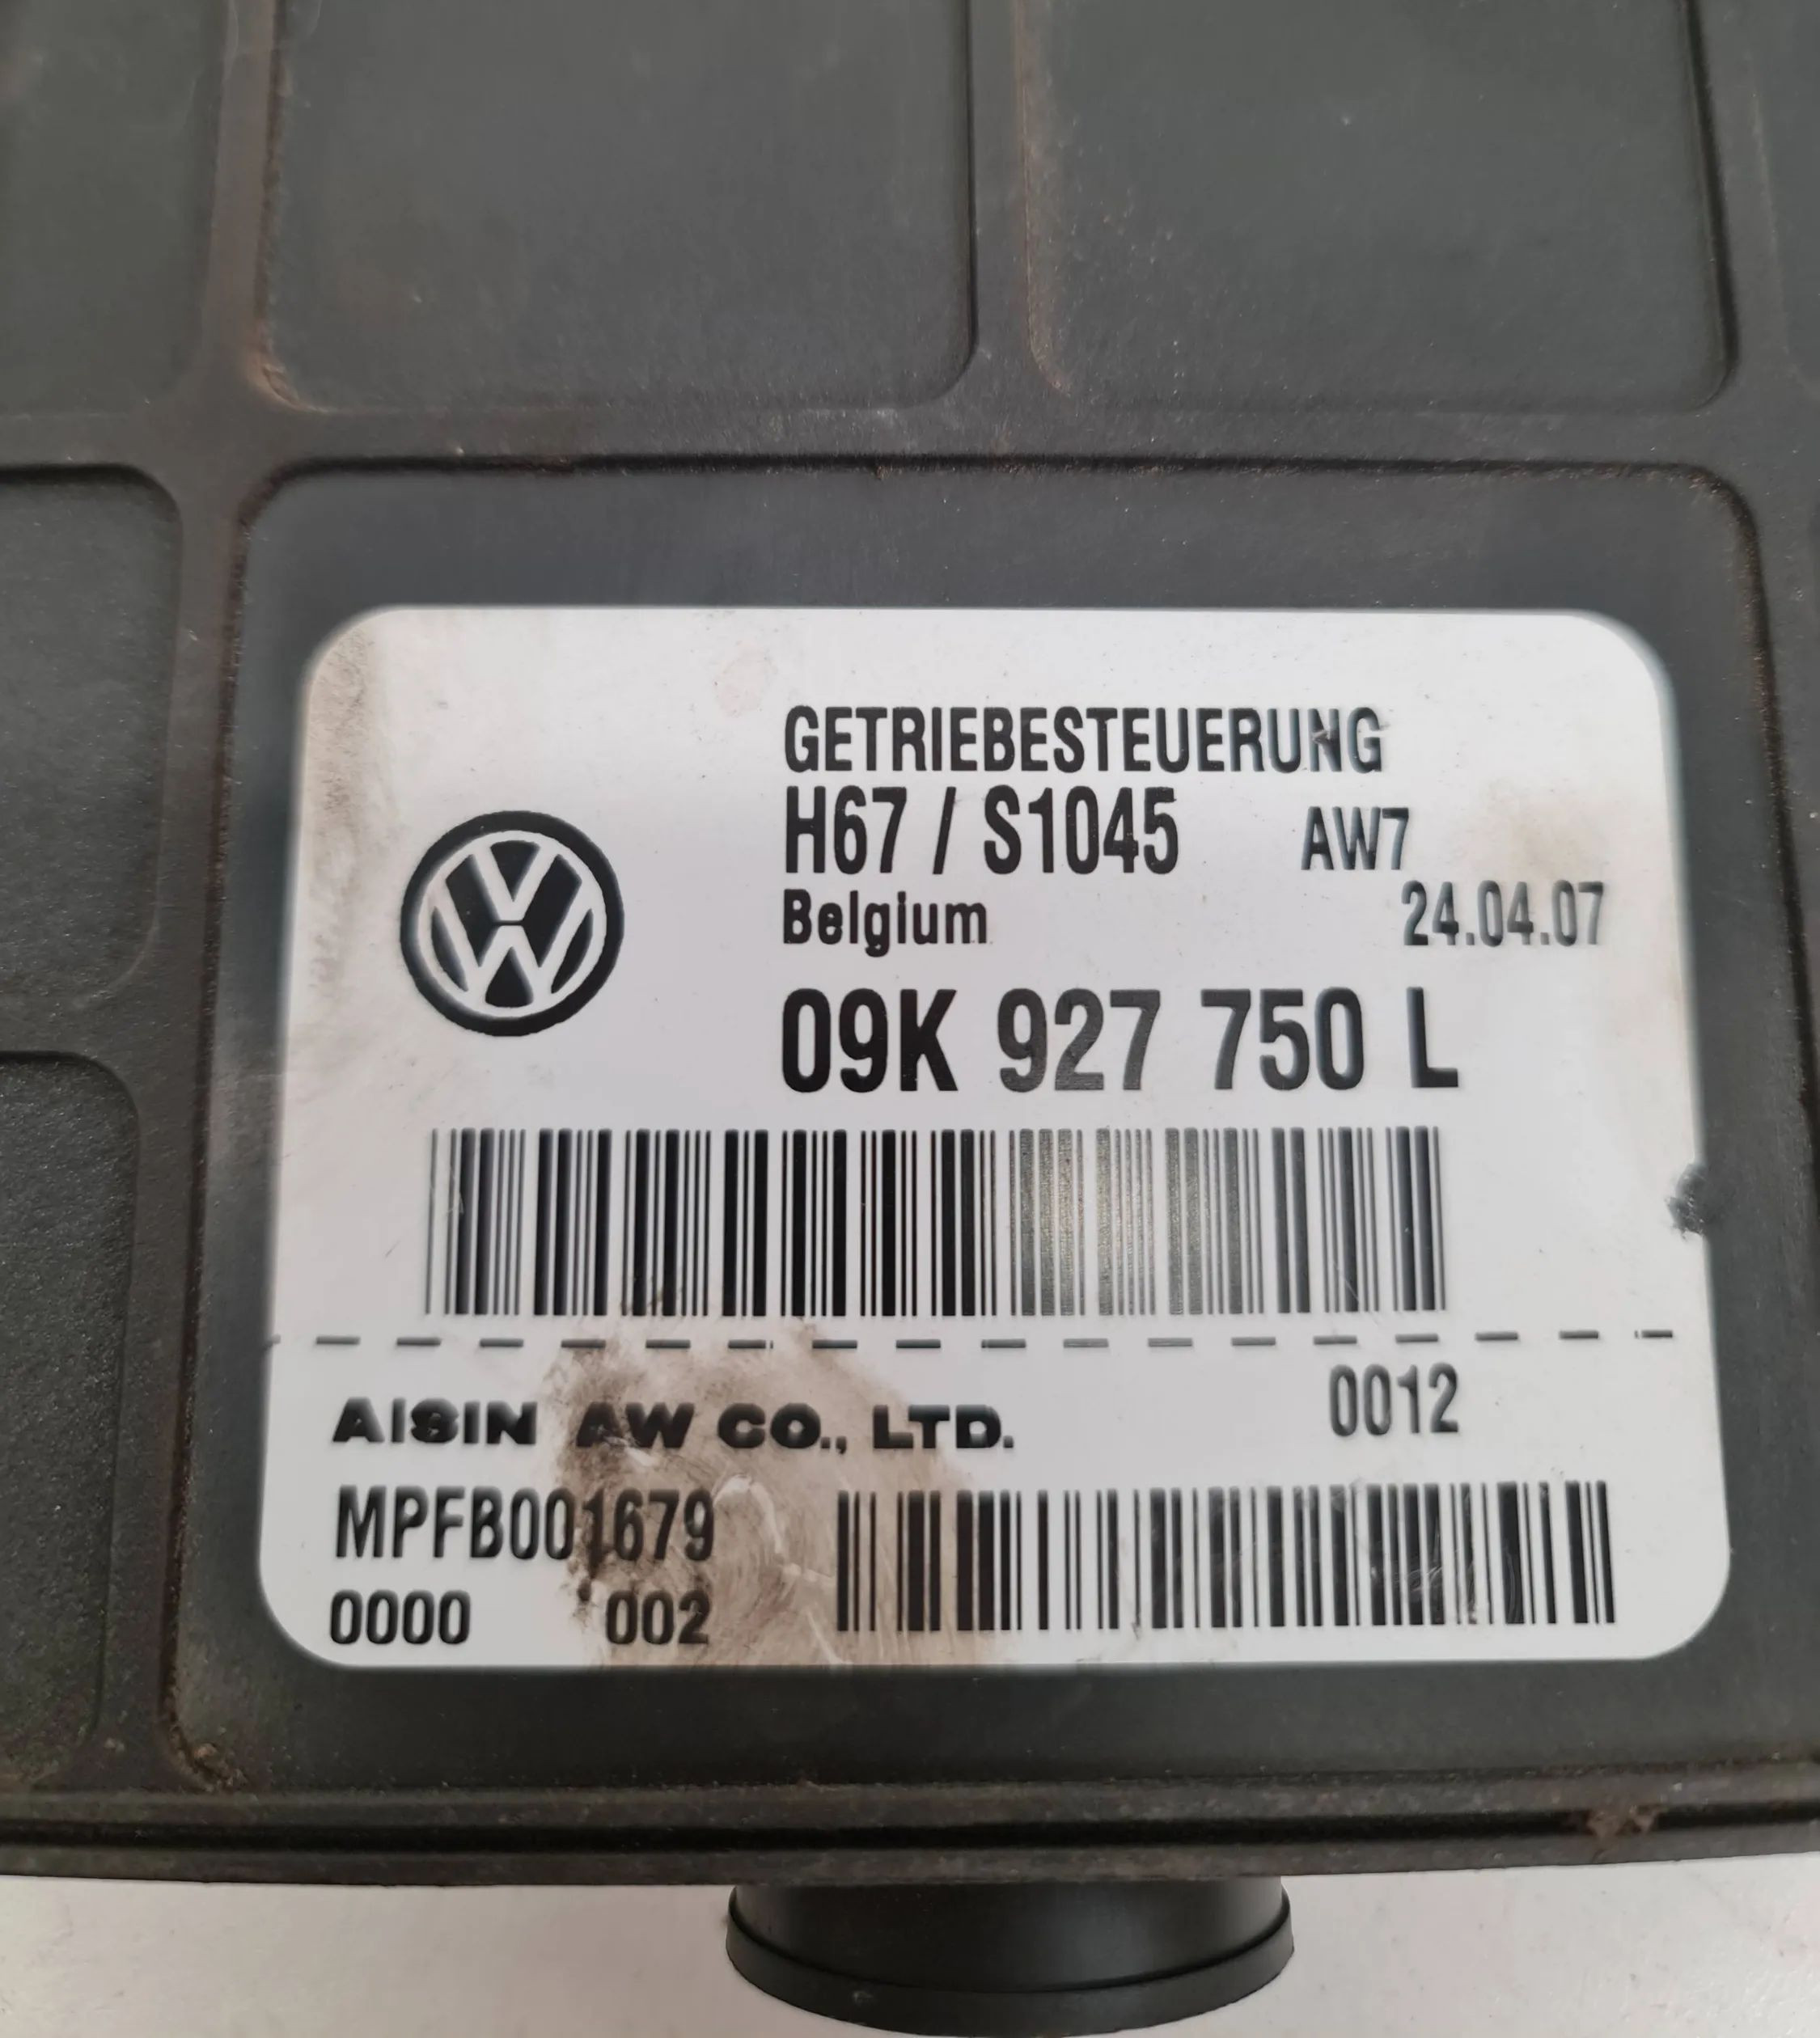 GETRIEBESTEUERUNG
H67 / S1045 AW7
Belgium 24.04.07
09K 927 750 L
0012
AISIN AW CO., LTD.
MPFB001679
0000 002